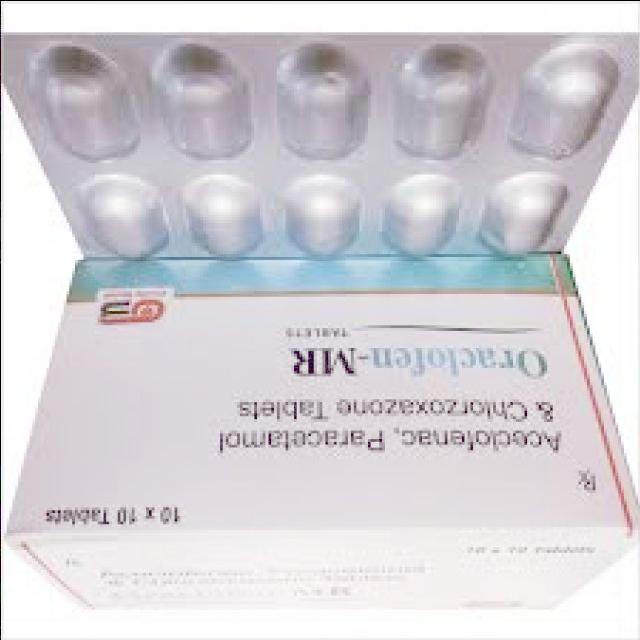 Rx
Aceclofenac, Paracetamol
& Chlorzoxazone Tablets
Oraclofen-MR
TABLETS
10 x 10 Tablets